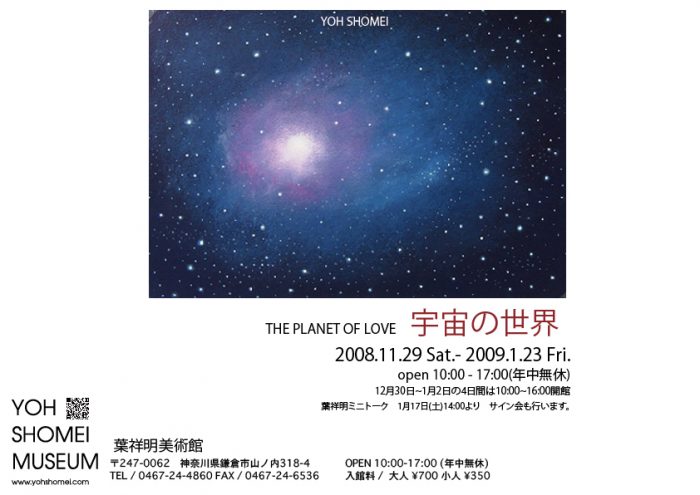 YOH SHOMEI
THE PLANET OF LOVE 宇宙の世界
2008.11.29 Sat.- 2009.1.23 Fri.
open 10:00 - 17:00(年中無休)
12月30日~1月2日の4日間は10:00~16:00開館
葉祥明ミニトーク 1月17日(土)14:00より サイン会も行います。
YOH
SHOMEI
MUSEUM
www.yohshomei.com
葉祥明美術館
〒247-0062 神奈川県鎌倉市山ノ内318-4
TEL / 0467-24-4860 FAX / 0467-24-6536
OPEN 10:00-17:00 (年中無休)
入館料 / 大人 ¥700 小人 ¥350